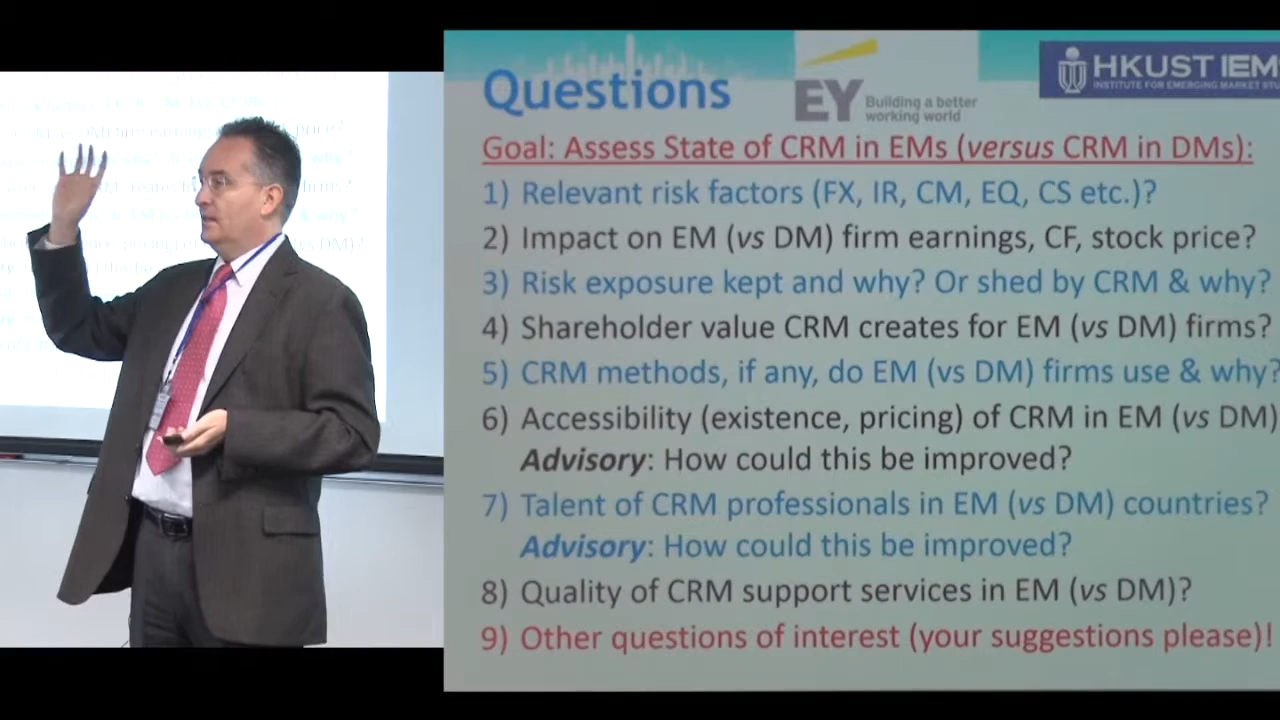 Questions
EY
Building a better
working world
HKUST IEMS
INSTITUTE FOR EMERGING MARKET STU
Goal: Assess State of CRM in EMs (versus CRM in DMs):
1) Relevant risk factors (FX, IR, CM, EQ, CS etc.)?
2) Impact on EM (vs DM) firm earnings, CF, stock price?
3) Risk exposure kept and why? Or shed by CRM & why?
4) Shareholder value CRM creates for EM (vs DM) firms?
5) CRM methods, if any, do EM (vs DM) firms use & why?
6) Accessibility (existence, pricing) of CRM in EM (vs DM)
Advisory: How could this be improved?
7) Talent of CRM professionals in EM (vs DM) countries?
Advisory: How could this be improved?
8) Quality of CRM support services in EM (vs DM)?
9) Other questions of interest (your suggestions please)!